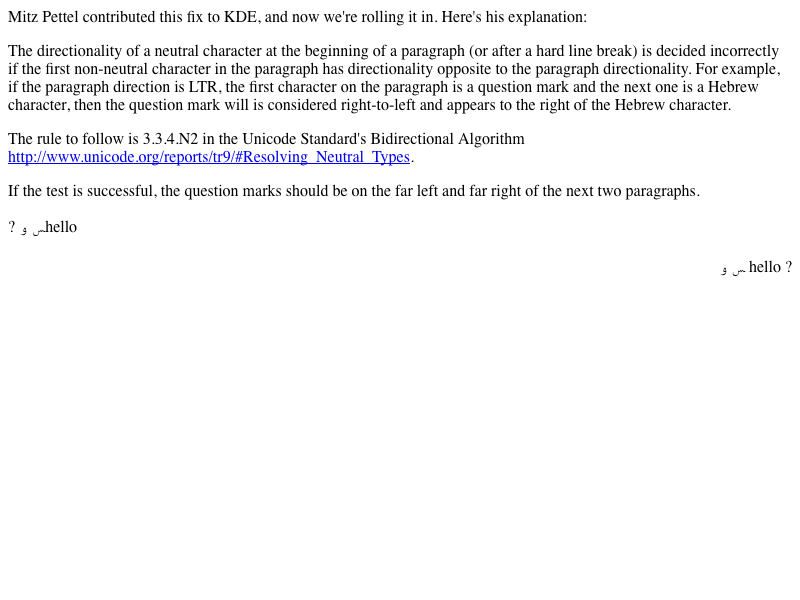 Mitz Pettel contributed this fix to KDE, and now we're rolling it in. Here's his explanation:
The directionality of a neutral character at the beginning of a paragraph (or after a hard line break) is decided incorrectly
if the first non-neutral character in the paragraph has directionality opposite to the paragraph directionality. For example,
if the paragraph direction is LTR, the first character on the paragraph is a question mark and the next one is a Hebrew
character, then the question mark will is considered right-to-left and appears to the right of the Hebrew character.
The rule to follow is 3.3.4.N2 in the Unicode Standard's Bidirectional Algorithm
http://www.unicode.org/reports/tr9/#Resolving_Neutral_Types.
If the test is successful, the question marks should be on the far left and far right of the next two paragraphs.
? س وhello
? hello س و